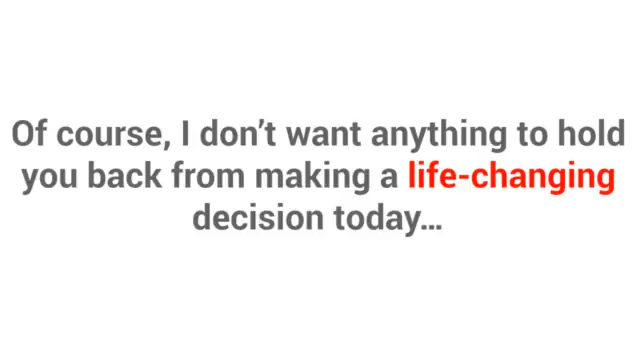 Of course, I don’t want anything to hold
you back from making a life-changing
decision today...